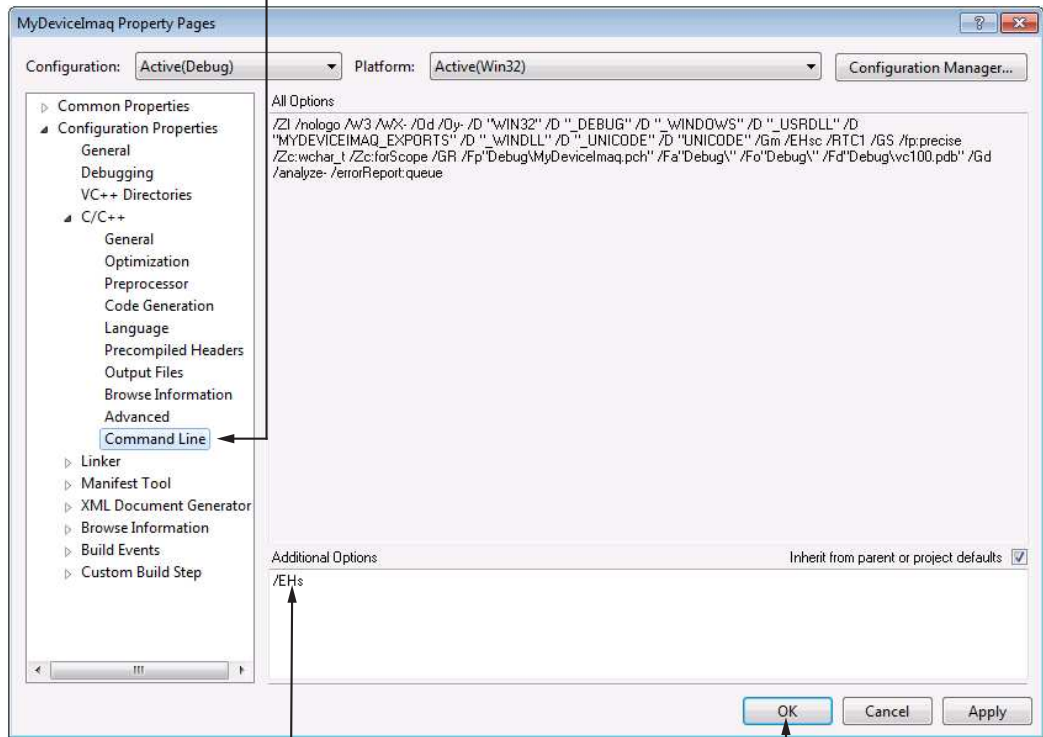 MyDeviceImaq Property Pages
Configuration: Active(Debug) Platform: Active(Win32) Configuration Manager...
Common Properties
Configuration Properties
General
Debugging
VC++ Directories
C/C++
General
Optimization
Preprocessor
Code Generation
Language
Precompiled Headers
Output Files
Browse Information
Advanced
Command Line
Linker
Manifest Tool
XML Document Generator
Browse Information
Build Events
Custom Build Step
All Options
/ZI /nologo /W3 /WX- /Od /Oy- /D "WIN32" /D "_DEBUG" /D "_WINDOWS" /D "_USRDLL" /D
"MYDEVICEIMAQ_EXPORTS" /D "_WINDLL" /D "_UNICODE" /D "UNICODE" /Gm /EHsc /RTC1 /GS /fp:precise
/Zc:wchar_t /Zc:forScope /GR /Fp"Debug\MyDeviceImaq.pch" /Fa"Debug\" /Fo"Debug\" /Fd"Debug\vc100.pdb" /Gd
/analyze- /errorReport:queue
Additional Options Inherit from parent or project defaults
/EHs
OK Cancel Apply